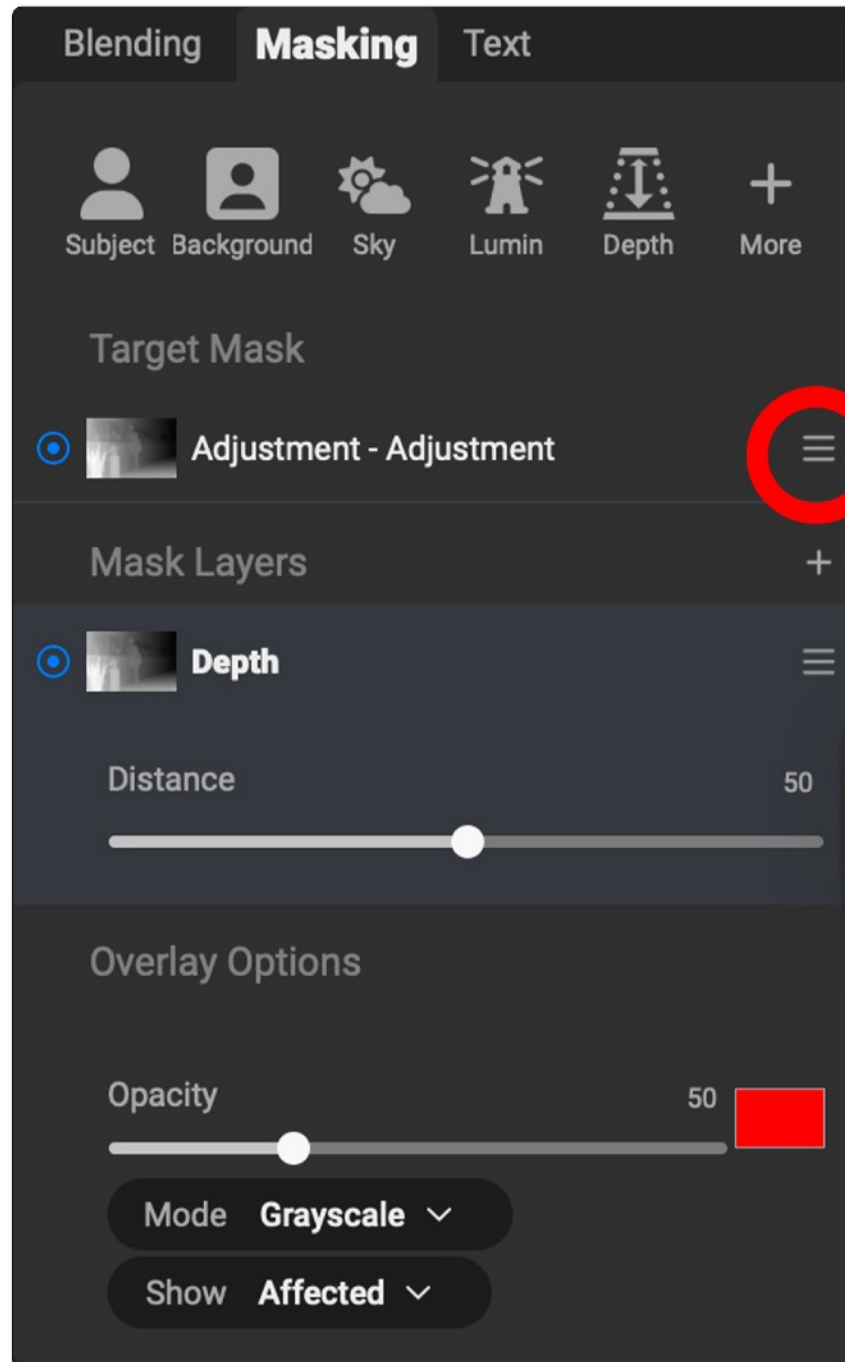 Blending Masking Text
Subject Background Sky Lumin Depth More
Target Mask
Adjustment - Adjustment
Mask Layers
Depth
Distance 50
Overlay Options
Opacity 50
Mode Grayscale
Show Affected